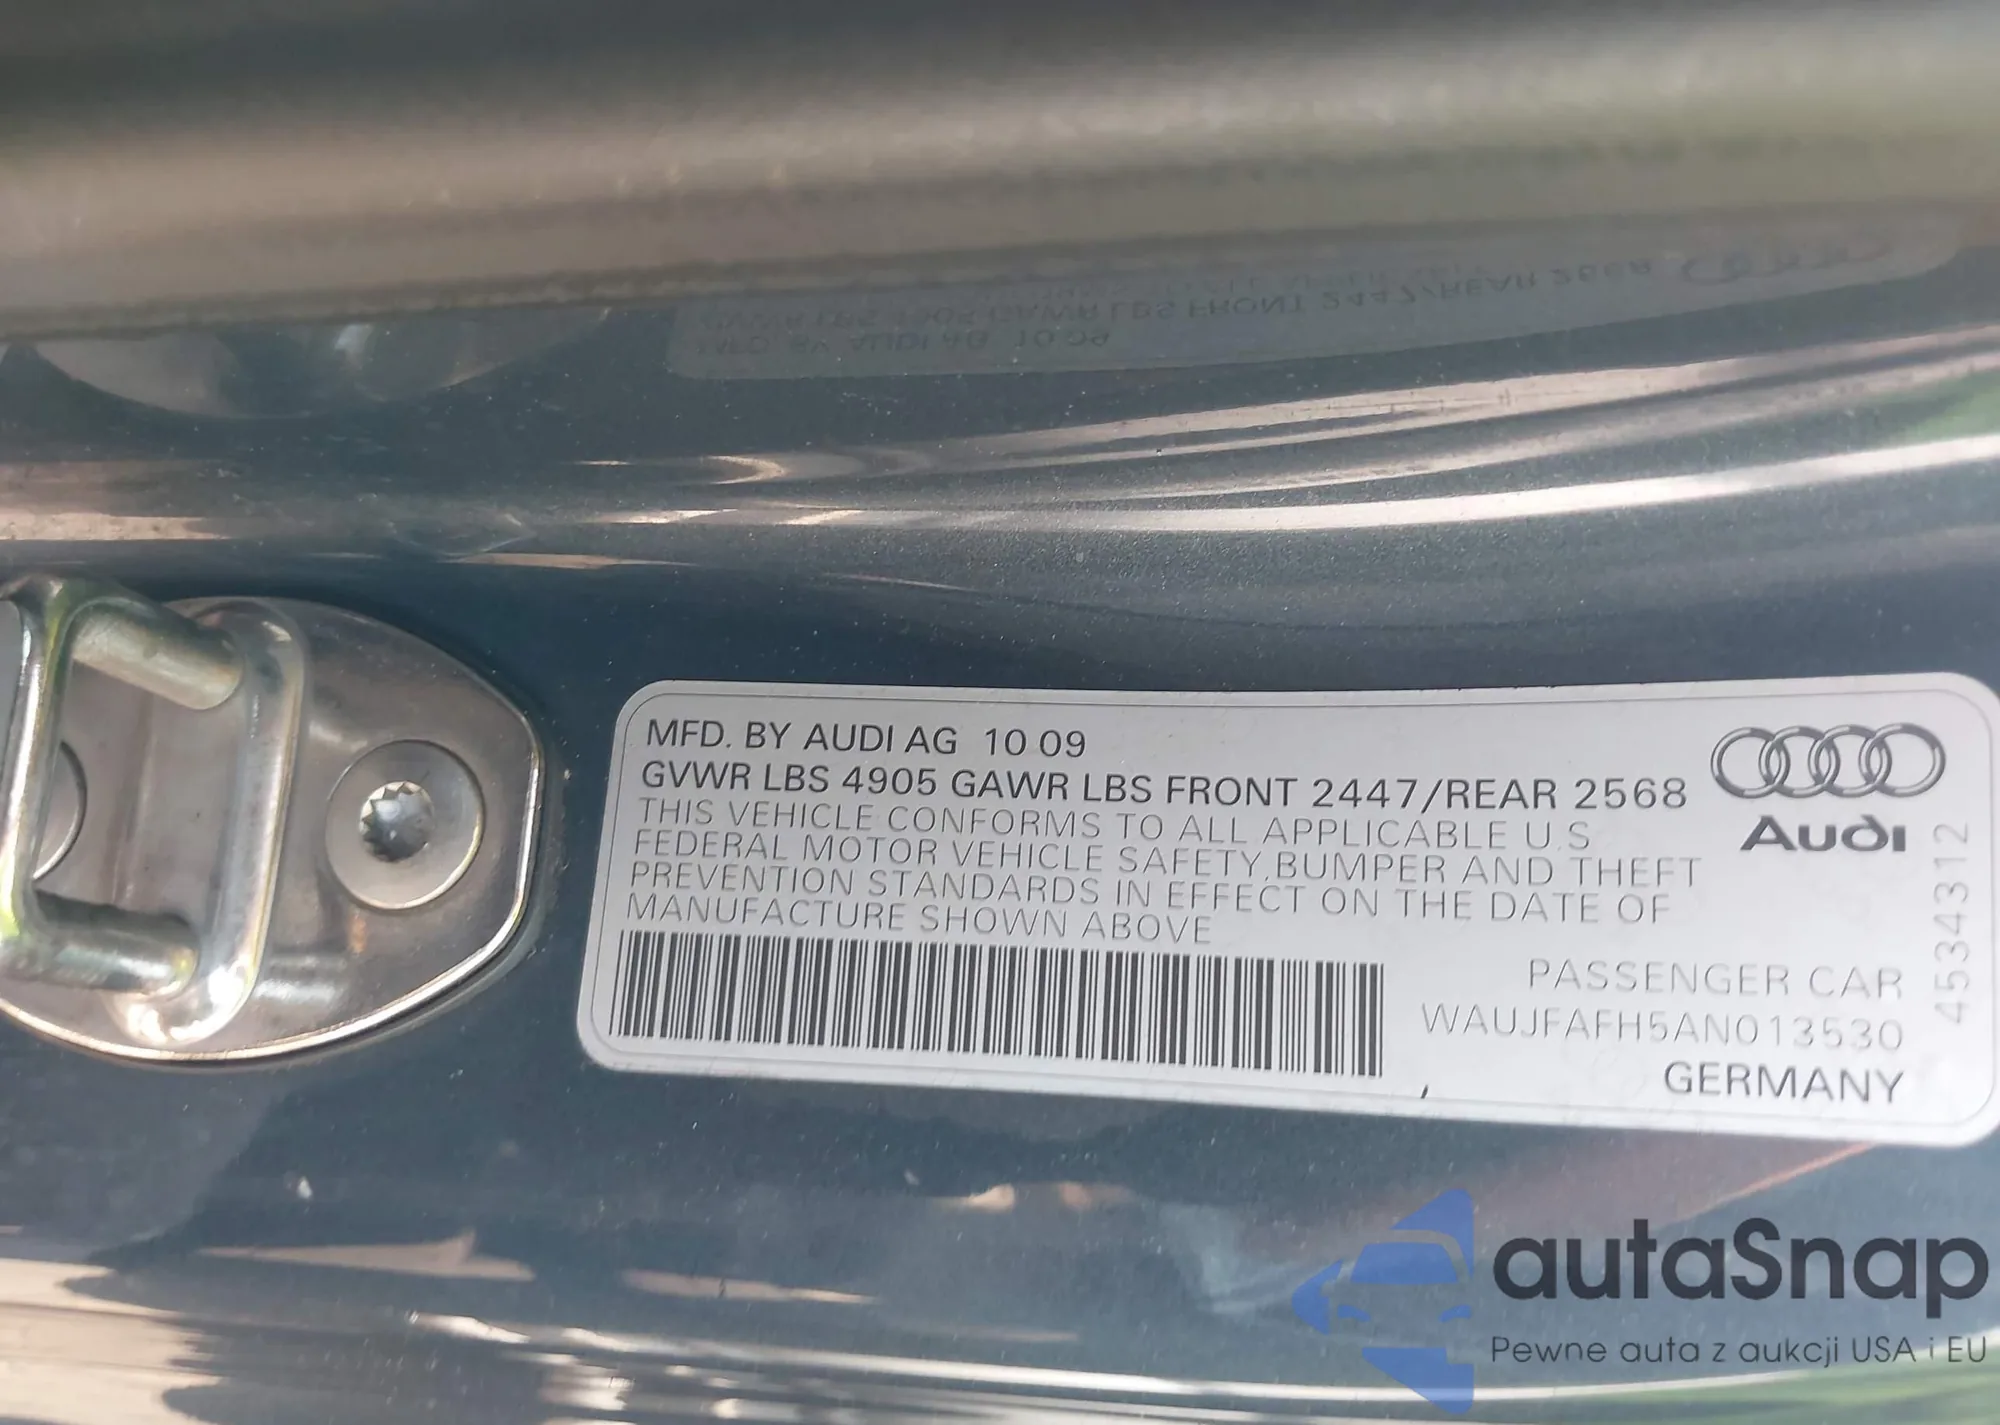 MFD. BY AUDI AG 10 09
GVWR LBS 4905 GAWR LBS FRONT 2447/REAR 2568
THIS VEHICLE CONFORMS TO ALL APPLICABLE U.S
FEDERAL MOTOR VEHICLE SAFETY,BUMPER AND THEFT
PREVENTION STANDARDS IN EFFECT ON THE DATE OF
MANUFACTURE SHOWN ABOVE
Audi
4534312
PASSENGER CAR
WAUJFAFH5AN013530
GERMANY
autaSnap
Pewne auta z aukcji USA i EU